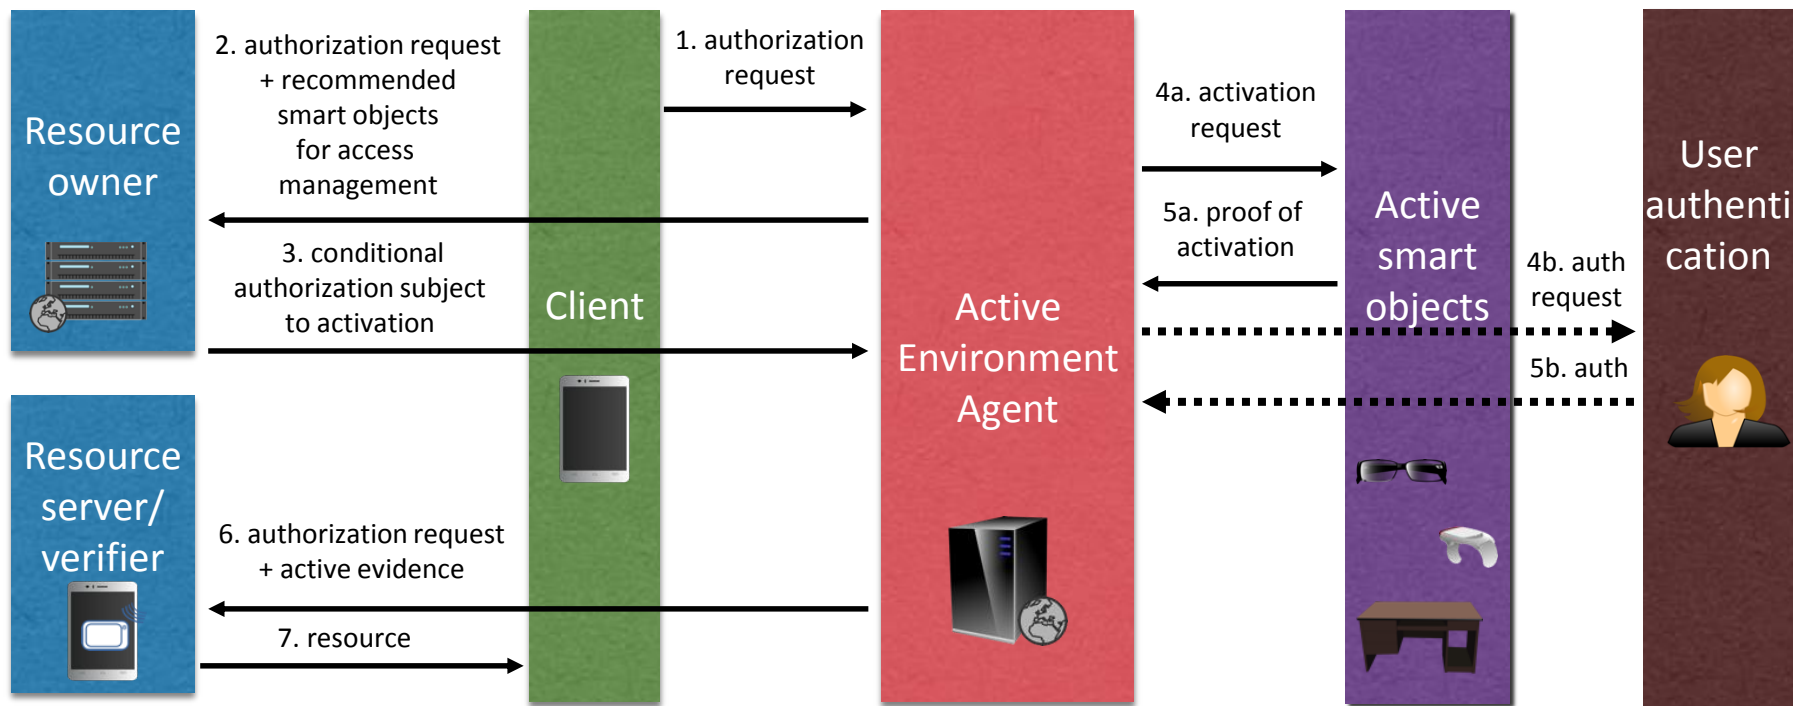 Resource
owner
2. authorization request
+ recommended
smart objects
for access
management
3. conditional
authorization subject
to activation
Resource
server/
verifier
6. authorization request
+ active evidence
7. resource
Client
1. authorization
request
Active
Environment
Agent
4a. activation
request
5a. proof of
activation
Active
smart
objects
4b. auth
request
5b. auth
User
authenti
cation